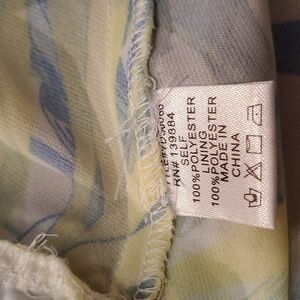 RN# 139884
SELF
100%POLYESTER
LINING
100%POLYESTER
MADE IN
CHINA